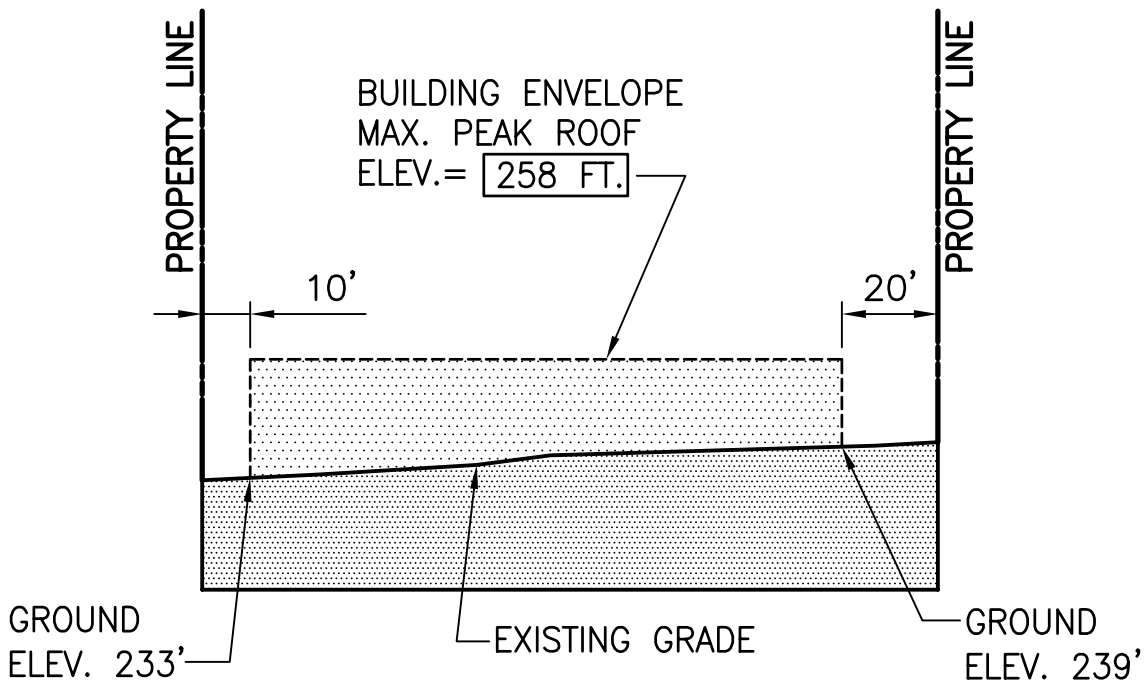 PROPERTY LINE
PROPERTY LINE
BUILDING ENVELOPE
MAX. PEAK ROOF
ELEV.= 258 FT.
10'
20'
GROUND
ELEV. 233'
EXISTING GRADE
GROUND
ELEV. 239'